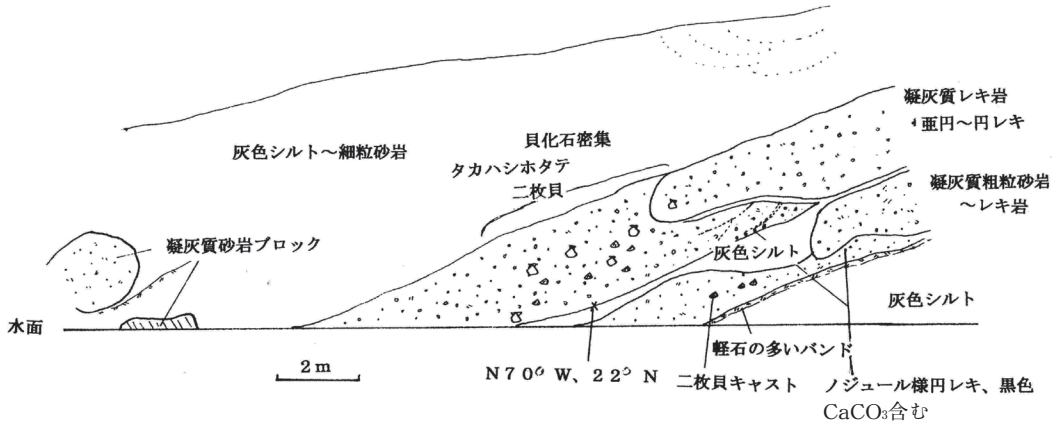 凝灰質レキ岩
亜円～円レキ
貝化石密集
灰色シルト～細粒砂岩
タカハシホタテ
二枚貝
凝灰質粗粒砂岩
～レキ岩
凝灰質砂岩ブロック
灰色シルト
灰色シルト
水面
軽石の多いバンド
2m
N70°W、22°N
二枚貝キャスト
ノジュール様円レキ、黒色
CaCO₃含む